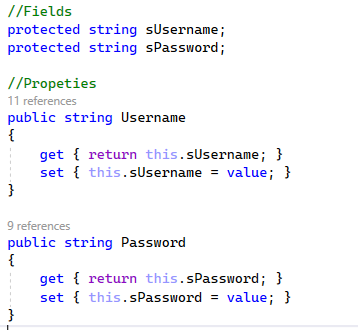 //Fields
protected string sUsername;
protected string sPassword;
//Propeties
11 references
public string Username
{
get { return this.sUsername; }
set { this.sUsername = value; }
}
9 references
public string Password
{
get { return this.sPassword; }
set { this.sPassword = value; }
}